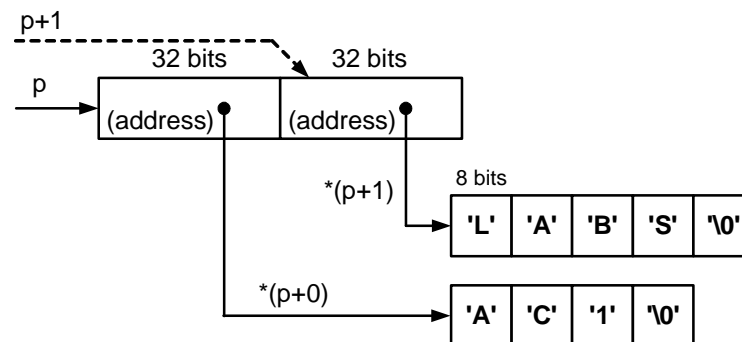 p+1
32 bits 32 bits
p
(address) (address)
*(p+1)
8 bits
'L' 'A' 'B' 'S' '\0'
*(p+0)
'A' 'C' '1' '\0'